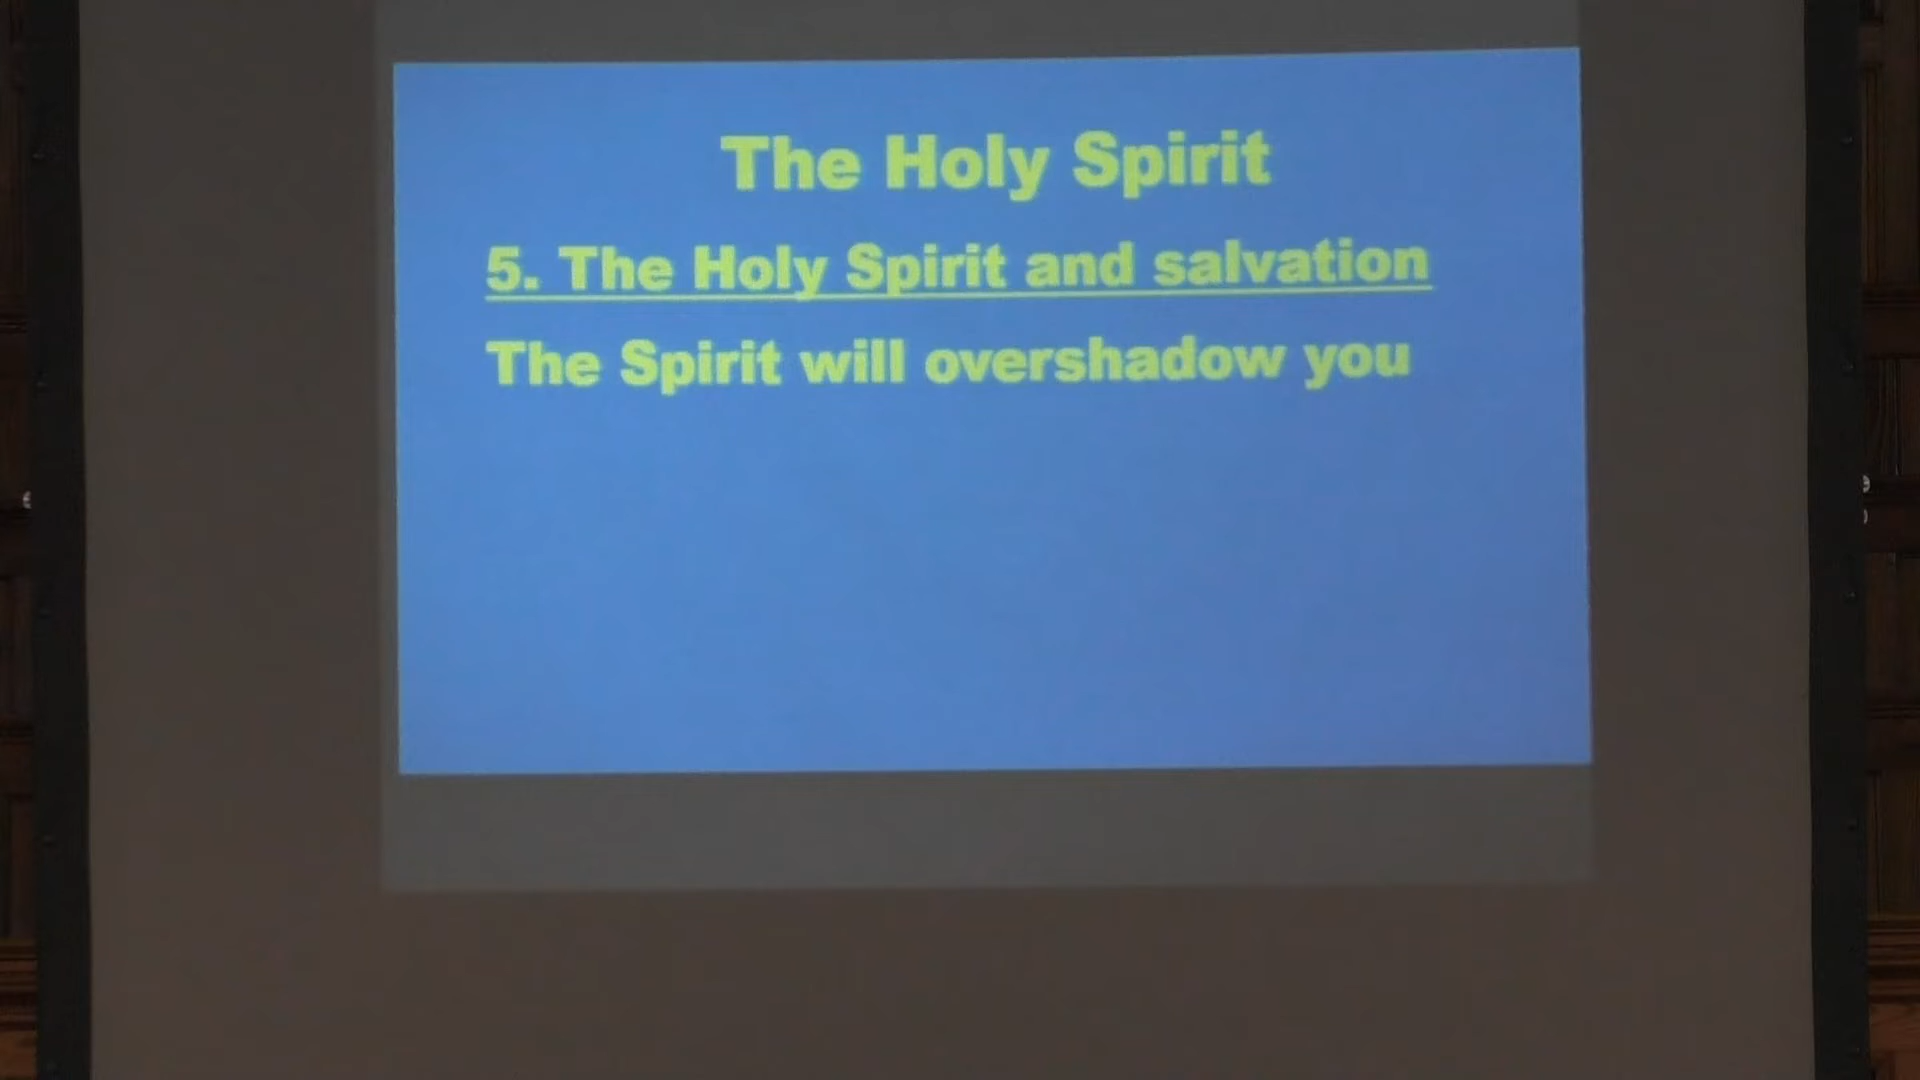 The Holy Spirit
5. The Holy Spirit and salvation
The Spirit will overshadow you